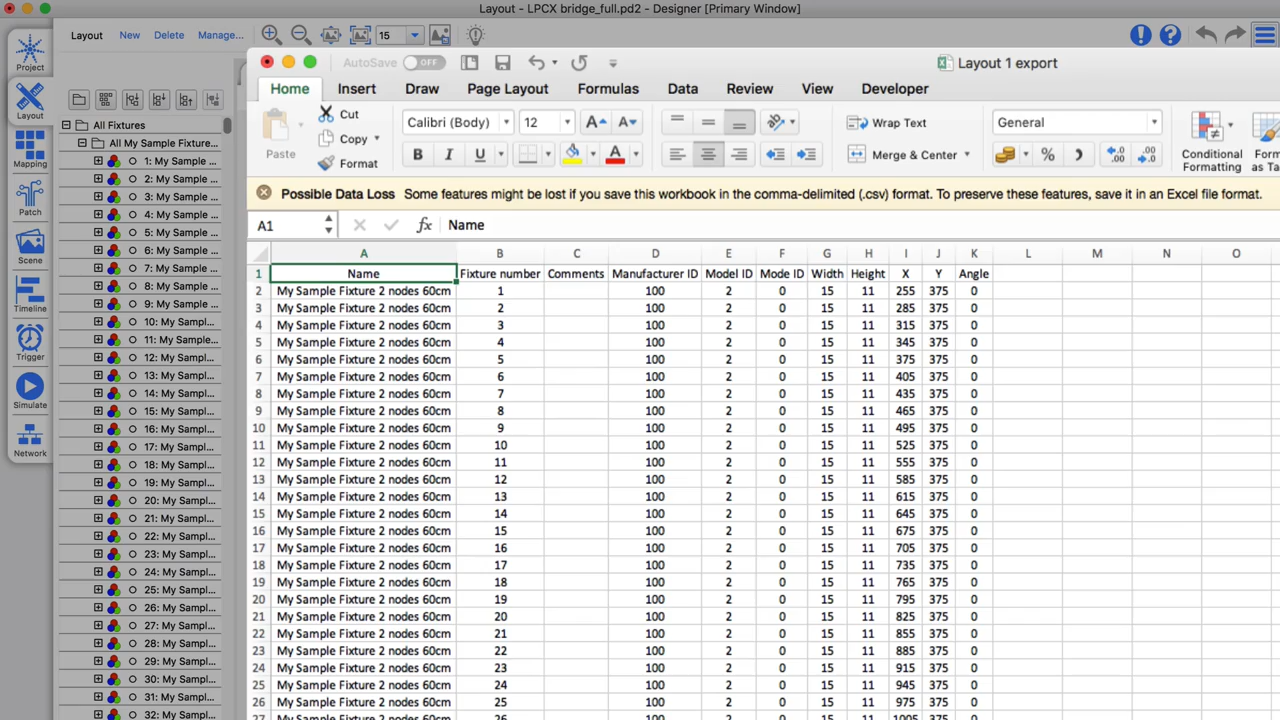 Layout - LPCX bridge_full.pd2 - Designer [Primary Window]
Project
Layout
Mapping
Patch
Scene
Timeline
Trigger
Simulate
Network
Layout New Delete Manage... 15
All Fixtures
All My Sample Fixture...
1: My Sample ...
2: My Sample ...
3: My Sample ...
4: My Sample ...
5: My Sample ...
6: My Sample ...
7: My Sample ...
8: My Sample ...
9: My Sample ...
10: My Sampl...
11: My Sample...
12: My Sampl...
13: My Sampl...
14: My Sampl...
15: My Sampl...
16: My Sampl...
17: My Sampl...
18: My Sampl...
19: My Sampl...
20: My Sampl...
21: My Sampl...
22: My Sampl...
23: My Sampl...
24: My Sampl...
25: My Sampl...
26: My Sampl...
27: My Sampl...
28: My Sampl...
29: My Sampl...
30: My Sampl...
31: My Sampl...
32: My Sampl...
AutoSave OFF Layout 1 export
Home Insert Draw Page Layout Formulas Data Review View Developer
Paste
Cut
Copy
Format
Calibri (Body) 12
B I U
Wrap Text
Merge & Center
General
Conditional
Formatting
as Ta
Possible Data Loss Some features might be lost if you save this workbook in the comma-delimited (.csv) format. To preserve these features, save it in an Excel file format.
A1 fx Name
A B C D E F G H I J K L M N O
1 Name Fixture number Comments Manufacturer ID Model ID Mode ID Width Height X Y Angle
2 My Sample Fixture 2 nodes 60cm 1 100 2 0 15 11 255 375 0
3 My Sample Fixture 2 nodes 60cm 2 100 2 0 15 11 285 375 0
4 My Sample Fixture 2 nodes 60cm 3 100 2 0 15 11 315 375 0
5 My Sample Fixture 2 nodes 60cm 4 100 2 0 15 11 345 375 0
6 My Sample Fixture 2 nodes 60cm 5 100 2 0 15 11 375 375 0
7 My Sample Fixture 2 nodes 60cm 6 100 2 0 15 11 405 375 0
8 My Sample Fixture 2 nodes 60cm 7 100 2 0 15 11 435 375 0
9 My Sample Fixture 2 nodes 60cm 8 100 2 0 15 11 465 375 0
10 My Sample Fixture 2 nodes 60cm 9 100 2 0 15 11 495 375 0
11 My Sample Fixture 2 nodes 60cm 10 100 2 0 15 11 525 375 0
12 My Sample Fixture 2 nodes 60cm 11 100 2 0 15 11 555 375 0
13 My Sample Fixture 2 nodes 60cm 12 100 2 0 15 11 585 375 0
14 My Sample Fixture 2 nodes 60cm 13 100 2 0 15 11 615 375 0
15 My Sample Fixture 2 nodes 60cm 14 100 2 0 15 11 645 375 0
16 My Sample Fixture 2 nodes 60cm 15 100 2 0 15 11 675 375 0
17 My Sample Fixture 2 nodes 60cm 16 100 2 0 15 11 705 375 0
18 My Sample Fixture 2 nodes 60cm 17 100 2 0 15 11 735 375 0
19 My Sample Fixture 2 nodes 60cm 18 100 2 0 15 11 765 375 0
20 My Sample Fixture 2 nodes 60cm 19 100 2 0 15 11 795 375 0
21 My Sample Fixture 2 nodes 60cm 20 100 2 0 15 11 825 375 0
22 My Sample Fixture 2 nodes 60cm 21 100 2 0 15 11 855 375 0
23 My Sample Fixture 2 nodes 60cm 22 100 2 0 15 11 885 375 0
24 My Sample Fixture 2 nodes 60cm 23 100 2 0 15 11 915 375 0
25 My Sample Fixture 2 nodes 60cm 24 100 2 0 15 11 945 375 0
26 My Sample Fixture 2 nodes 60cm 25 100 2 0 15 11 975 375 0
27 My Sample Fixture 2 nodes 60cm 26 100 2 0 15 11 1005 375 0